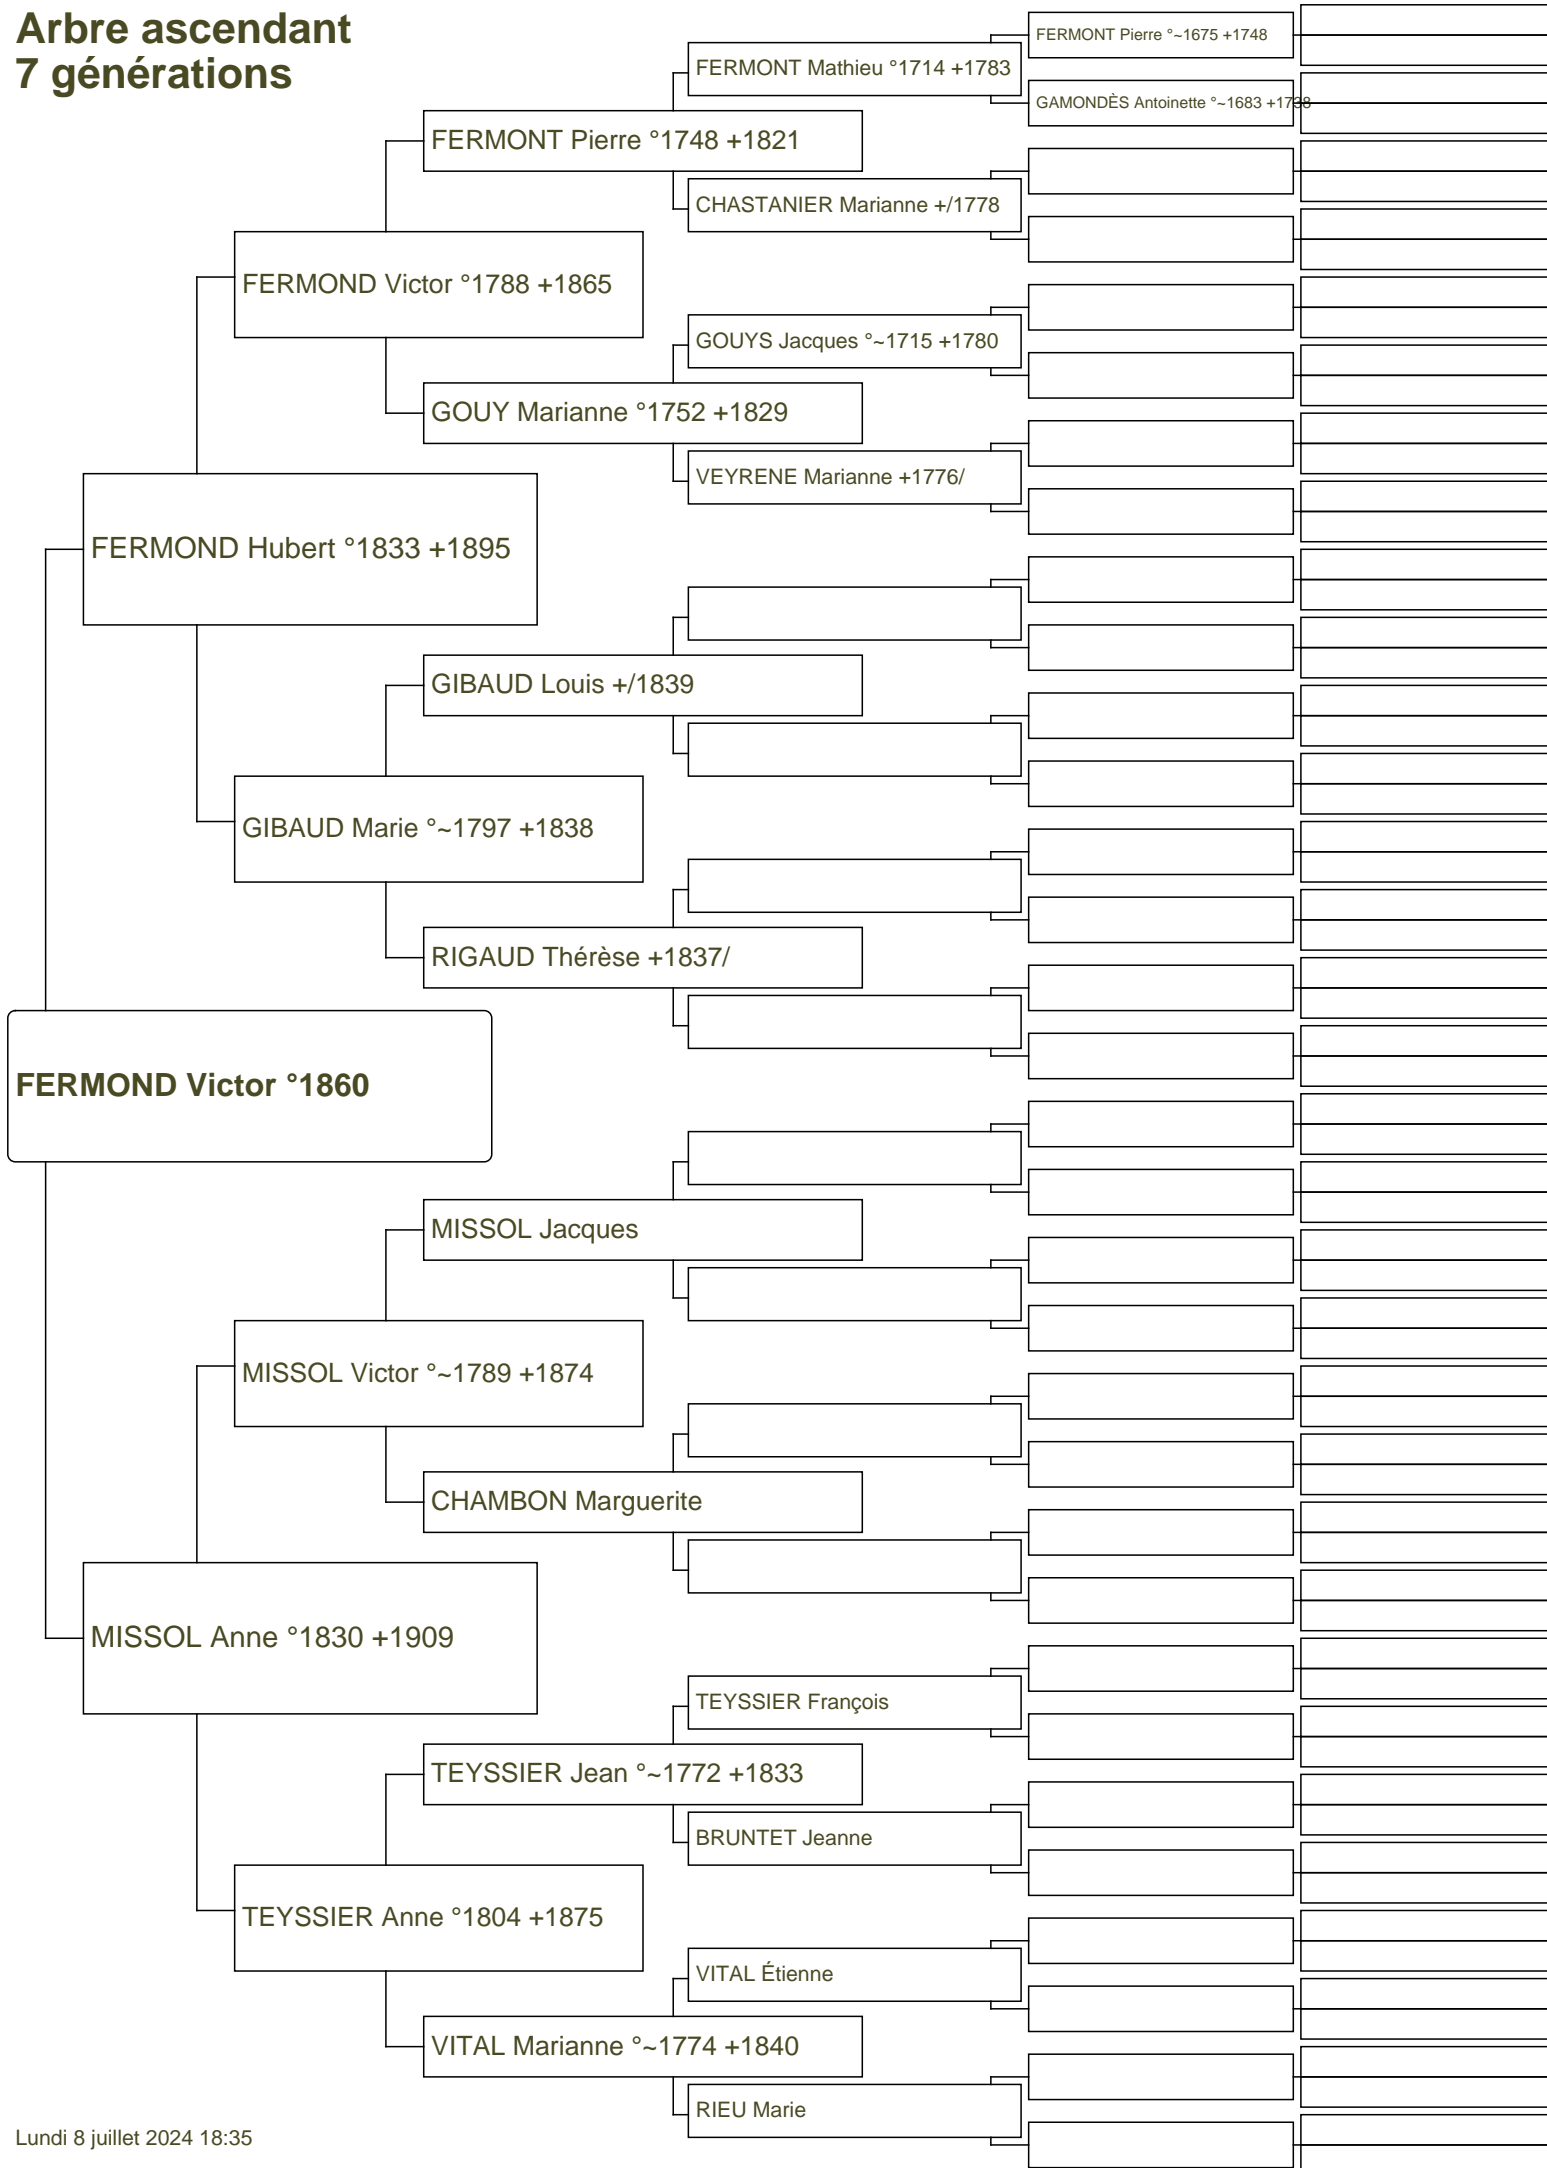 Arbre ascendant
7 générations
FERMONT Pierre °~1675 +1748
FERMONT Mathieu °1714 +1783
GAMONDÈS Antoinette °~1683 +1738
FERMONT Pierre °1748 +1821
CHASTANIER Marianne +/1778
FERMOND Victor °1788 +1865
GOUYS Jacques °~1715 +1780
GOUY Marianne °1752 +1829
VEYRENE Marianne +1776/
FERMOND Hubert °1833 +1895
GIBAUD Louis +/1839
GIBAUD Marie °~1797 +1838
RIGAUD Thérèse +1837/
FERMOND Victor °1860
MISSOL Jacques
MISSOL Victor °~1789 +1874
CHAMBON Marguerite
MISSOL Anne °1830 +1909
TEYSSIER François
TEYSSIER Jean °~1772 +1833
BRUNTET Jeanne
TEYSSIER Anne °1804 +1875
VITAL Étienne
VITAL Marianne °~1774 +1840
RIEU Marie
Lundi 8 juillet 2024 18:35